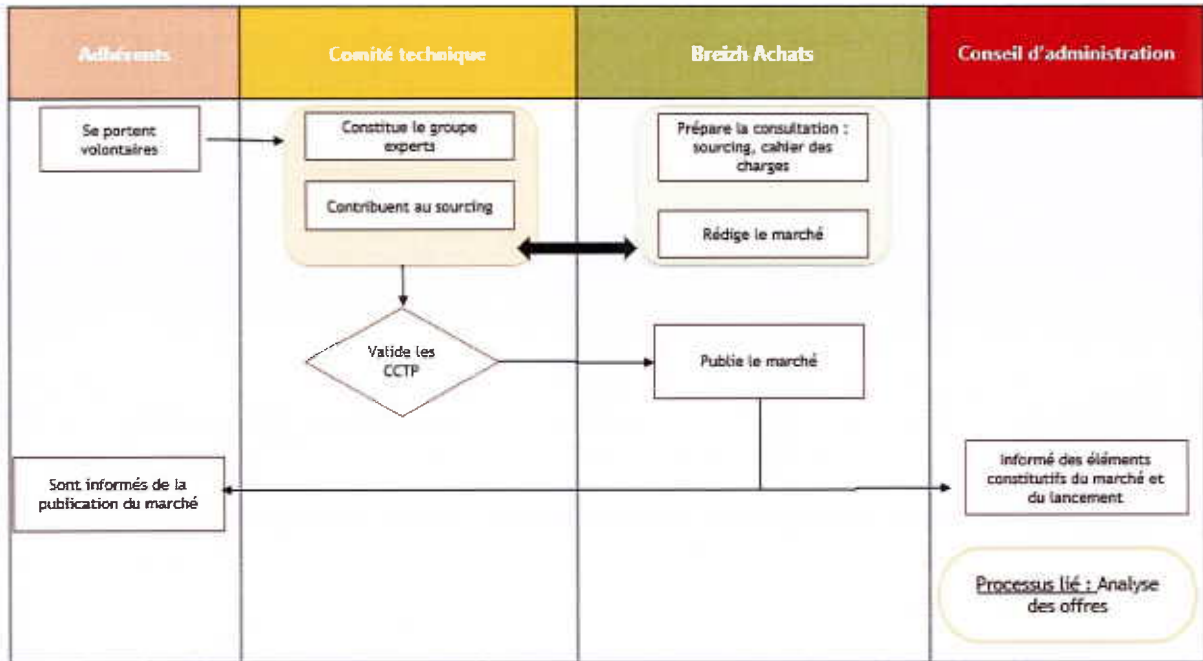 Adhérents
Comité technique
Breizh Achats
Conseil d'administration
Se portent
volontaires
Constitue le groupe
experts
Contribuent au sourcing
Prépare la consultation :
sourcing, cahier des
charges
Rédige le marché
Valide les
CCTP
Publie le marché
Sont informés de la
publication du marché
Informé des éléments
constitutifs du marché et
du lancement
Processus lié : Analyse
des offres